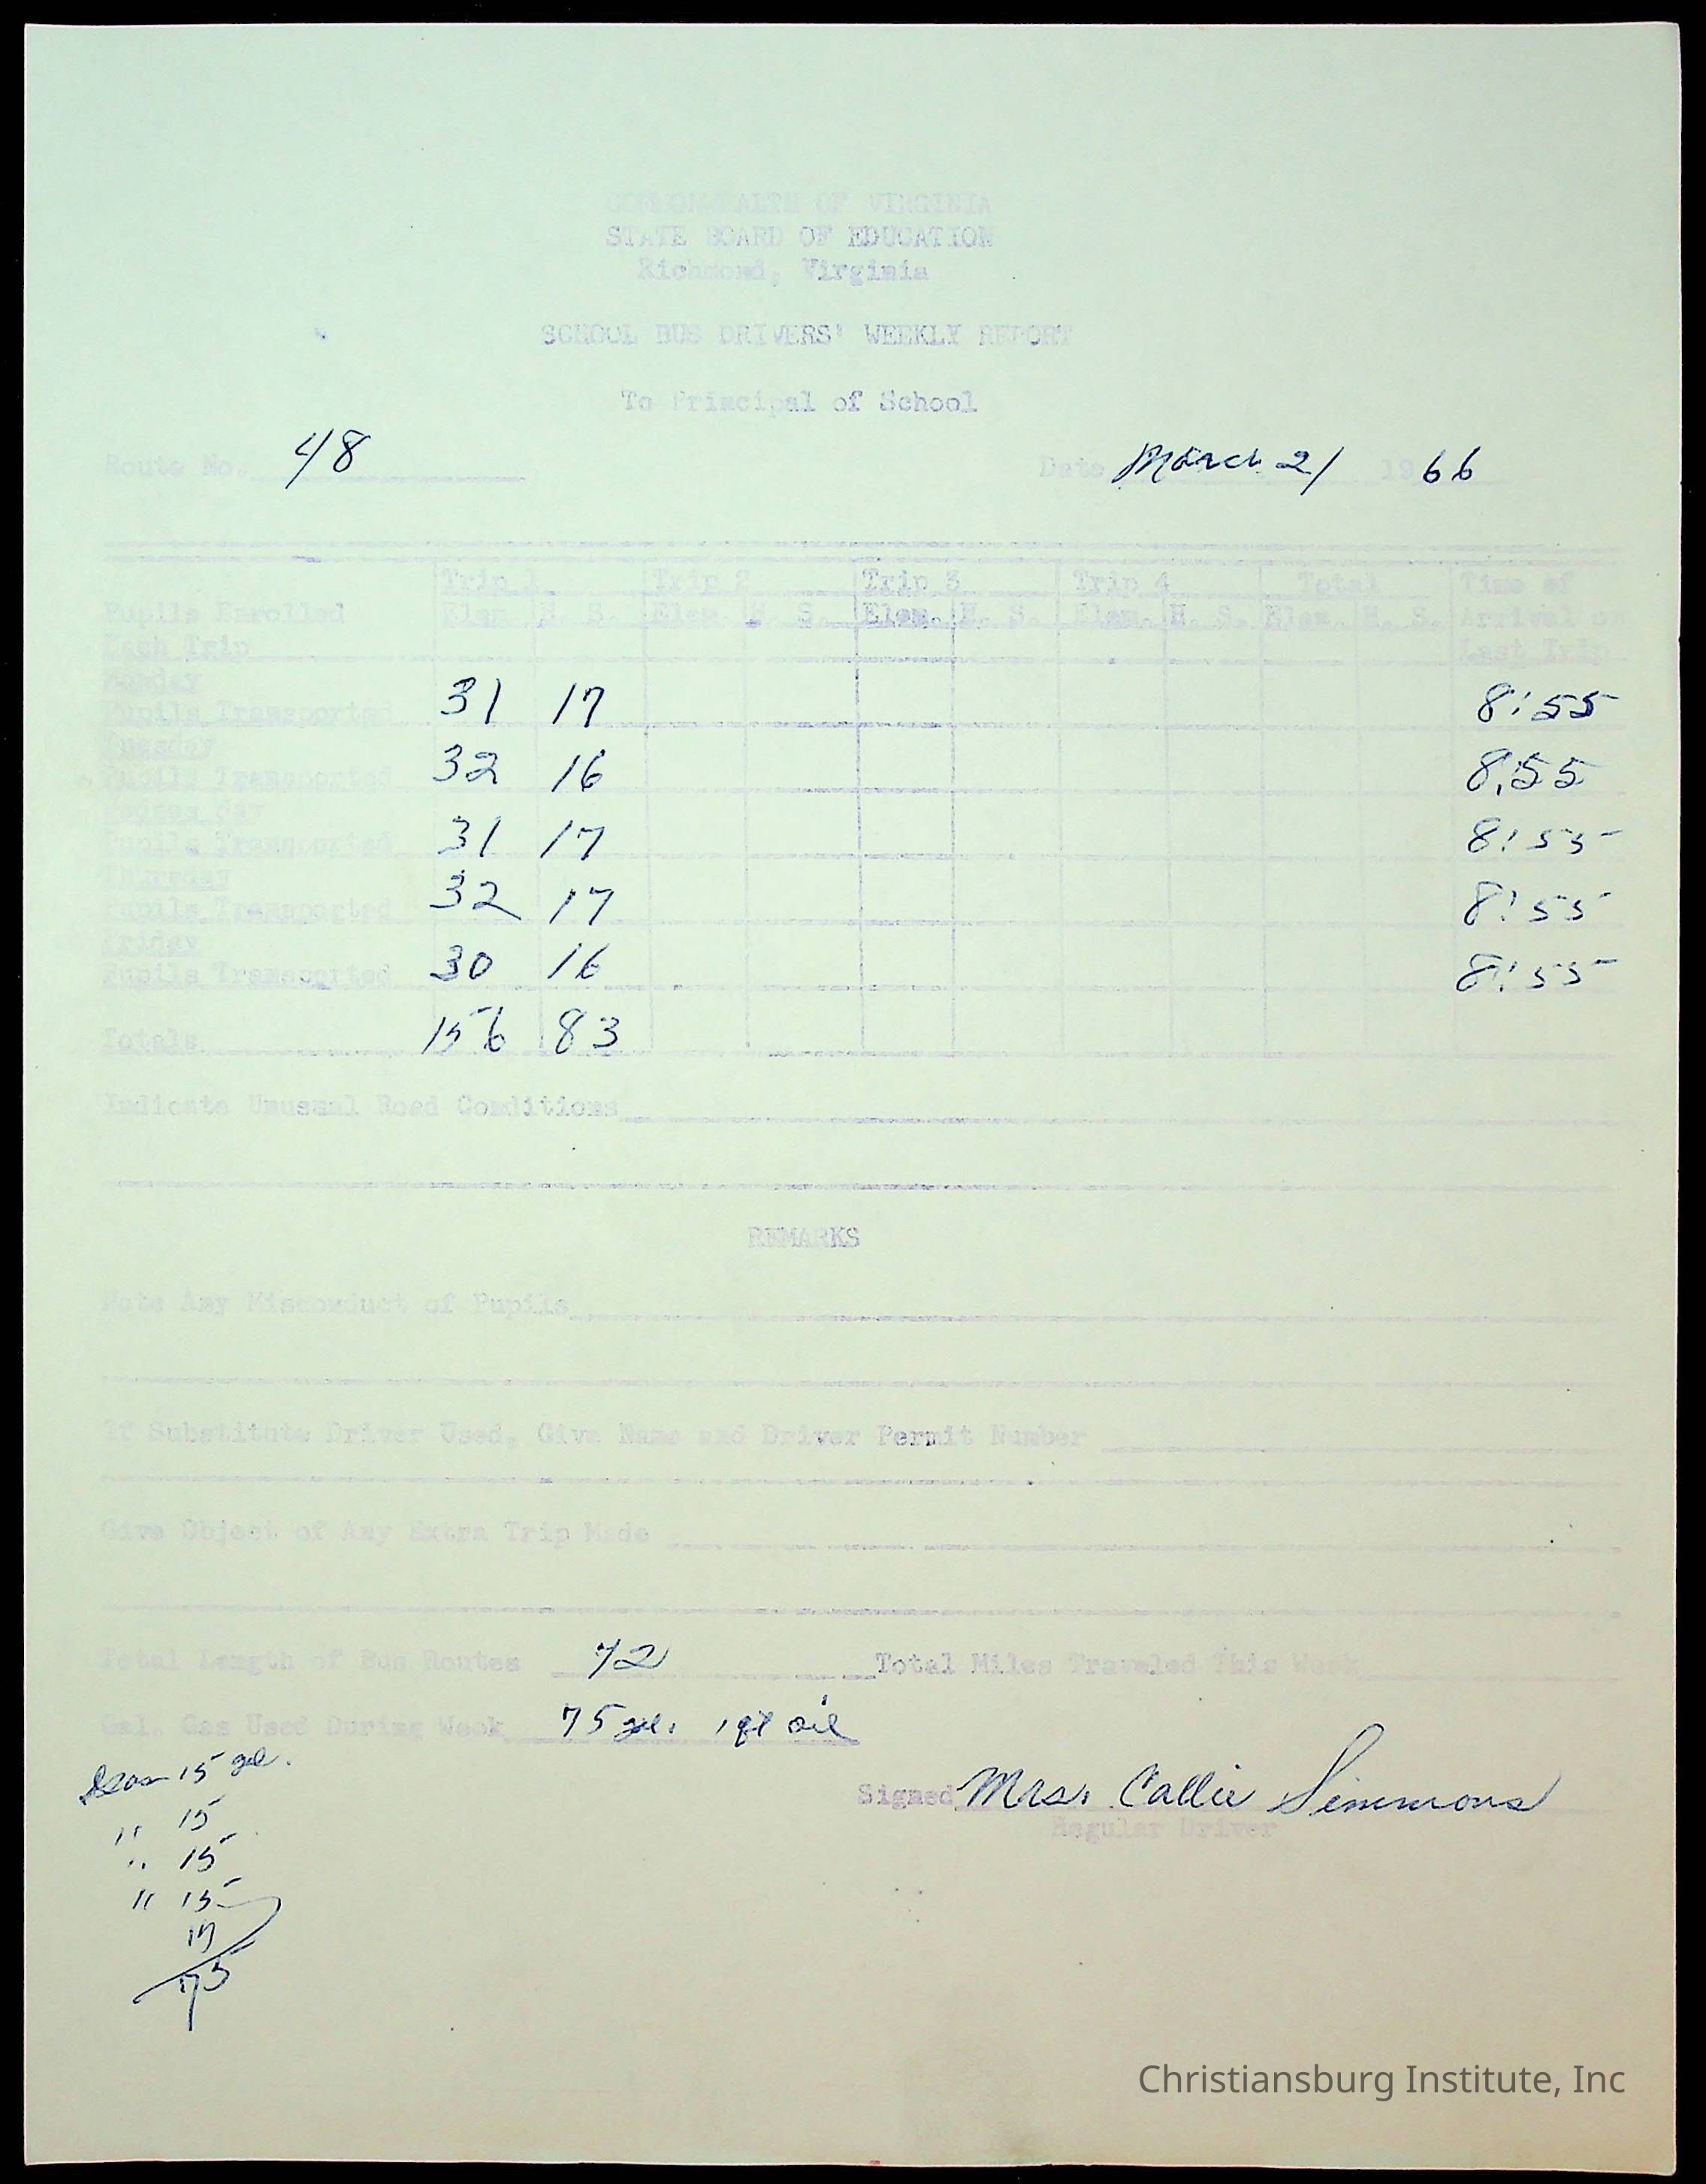 COMMONWEALTH OF VIRGINIA
STATE BOARD OF EDUCATION
Richmond, Virginia
SCHOOL BUS DRIVERS' WEEKLY REPORT
To Principal of School
Route No. 48 Date March 21 1966
Trip 1 Trip 2 Trip 3 Trip 4 Total Time of
Pupils Enrolled Elem. H. S. Elem. H. S. Elem. H. S. Elem. H. S. Elem. H. S. Arrival on
Each Trip Last Trip
Monday
Pupils Transported 31 17 8:55
Tuesday
Pupils Transported 32 16 8:55
Pupils Transported 31 17 8:55
Thursday
Pupils Transported 32 17 8:55
Friday
Pupils Transported 30 16 8:55
Totals 156 83
Indicate Unusual Road Conditions
REMARKS
Note Any Misconduct of Pupils
If Substitute Driver Used, Give Name and Driver Permit Number
Give Object of Any Extra Trip Made
Total Length of Bus Routes 72 Total Miles Traveled This Week
Gal. Gas Used During Week 75 gal. 1 qt oil
15 gal.
Signed Mrs. Callie Simmons
Regular Driver
" 15
" 15
" 15
75
Christiansburg Institute, Inc